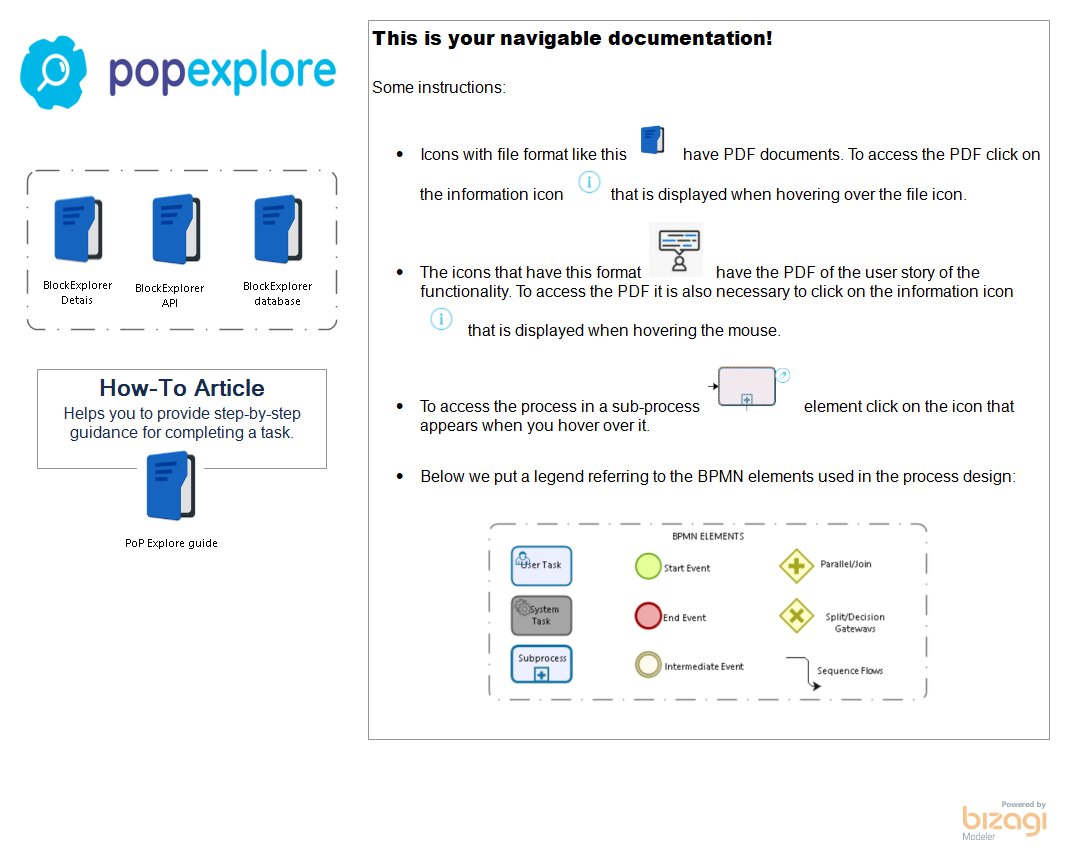 popexplore
BlockExplorer
Detais
BlockExplorer
API
BlockExplorer
database
How-To Article
Helps you to provide step-by-step
guidance for completing a task.
PoP Explore guide
This is your navigable documentation!
Some instructions:
• Icons with file format like this have PDF documents. To access the PDF click on
the information icon that is displayed when hovering over the file icon.
• The icons that have this format have the PDF of the user story of the
functionality. To access the PDF it is also necessary to click on the information icon
that is displayed when hovering the mouse.
• To access the process in a sub-process element click on the icon that
appears when you hover over it.
• Below we put a legend referring to the BPMN elements used in the process design:
BPMN ELEMENTS
User Task
Start Event
Parallel/Join
System
Task
End Event
Split/Decision
Gateways
Subprocess
Intermediate Event
Sequence Flows
Powered by
bizagi
Modeler